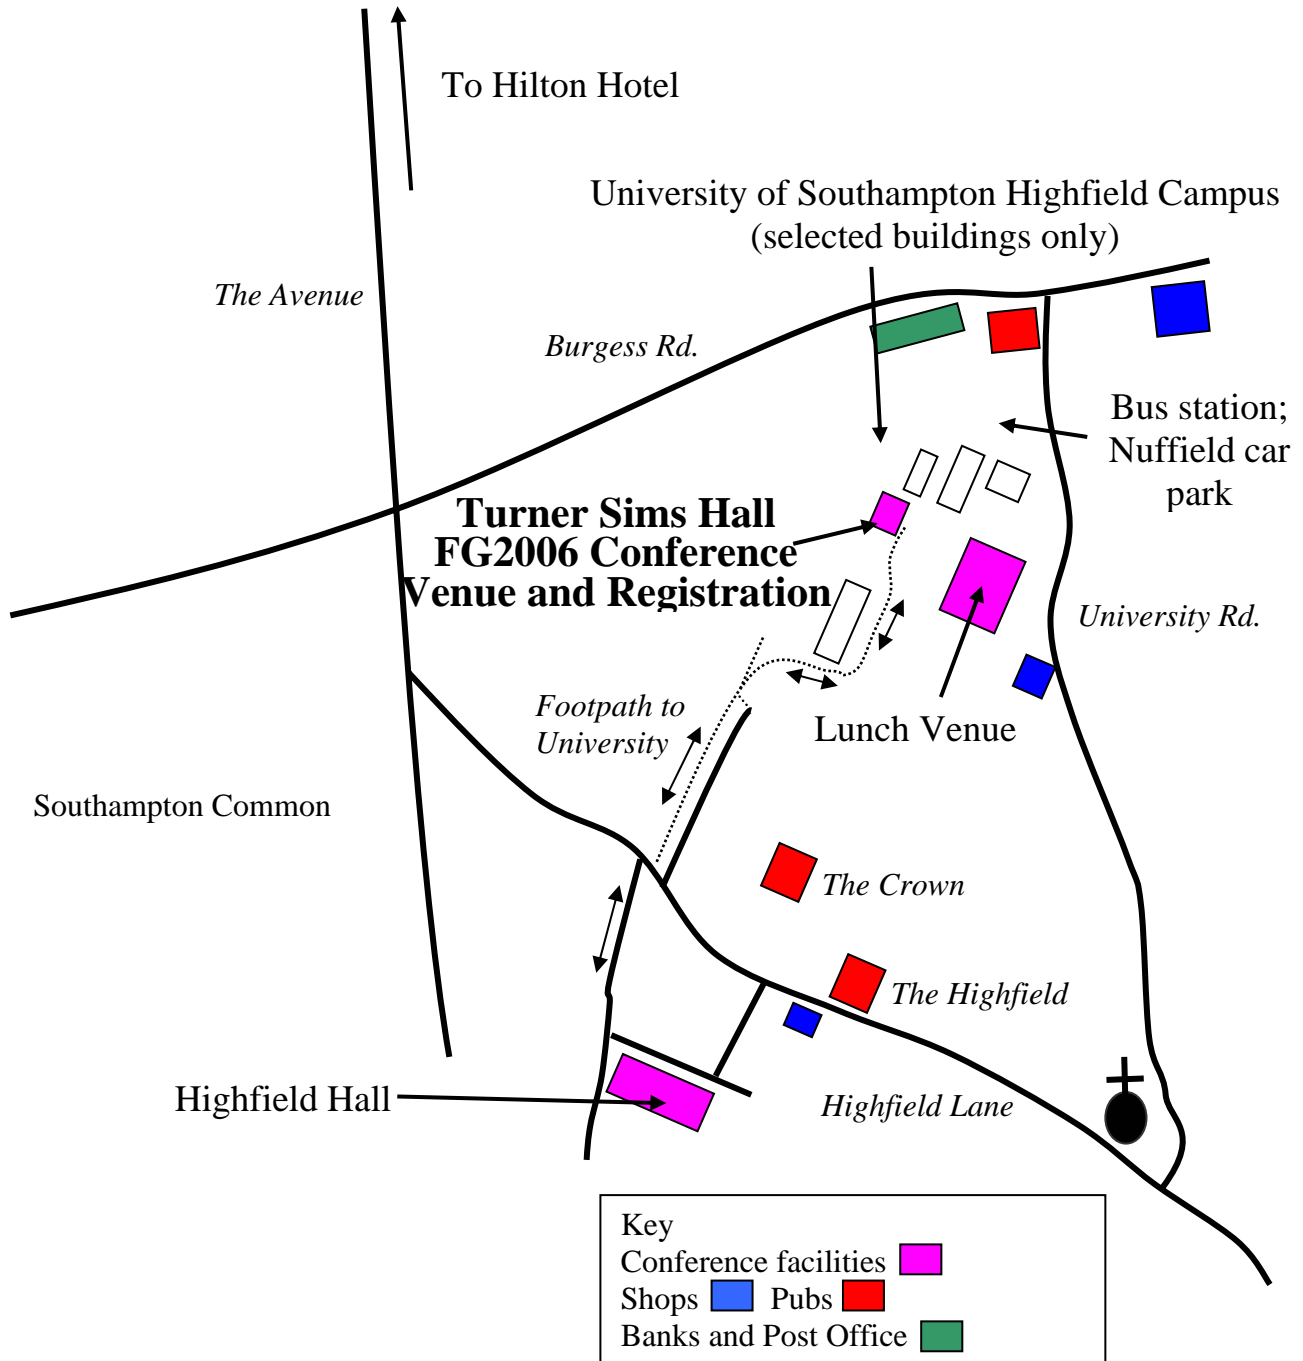 To Hilton Hotel
University of Southampton Highfield Campus
(selected buildings only)
The Avenue
Burgess Rd.
Bus station;
Nuffield car
park
Turner Sims Hall
FG2006 Conference
Venue and Registration
University Rd.
Footpath to
University
Lunch Venue
Southampton Common
The Crown
The Highfield
Highfield Hall
Highfield Lane
Key
Conference facilities
Shops Pubs
Banks and Post Office